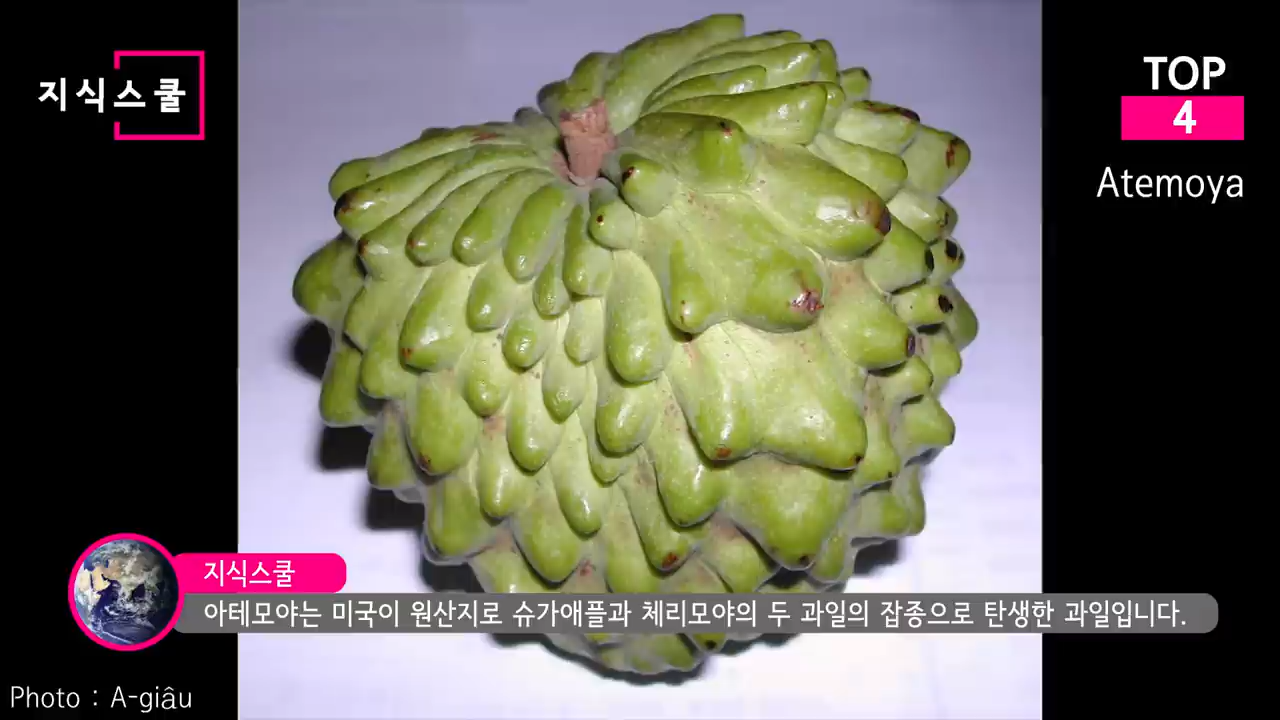 지식스쿨
TOP
4
Atemoya
지식스쿨
아테모야는 미국이 원산지로 슈가애플과 체리모야의 두 과일의 잡종으로 탄생한 과일입니다.
Photo : A-giâu